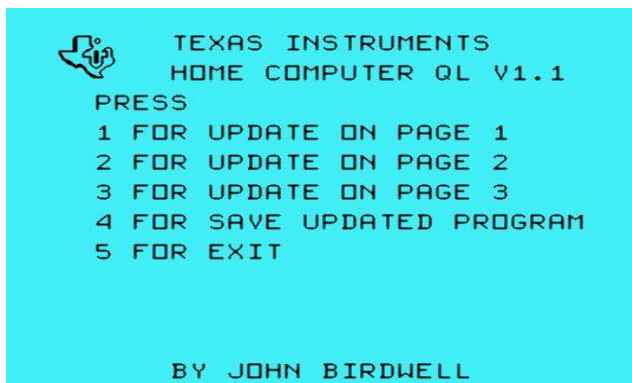 TEXAS INSTRUMENTS
HOME COMPUTER QL V1.1
PRESS
1 FOR UPDATE ON PAGE 1
2 FOR UPDATE ON PAGE 2
3 FOR UPDATE ON PAGE 3
4 FOR SAVE UPDATED PROGRAM
5 FOR EXIT
BY JOHN BIRDWELL